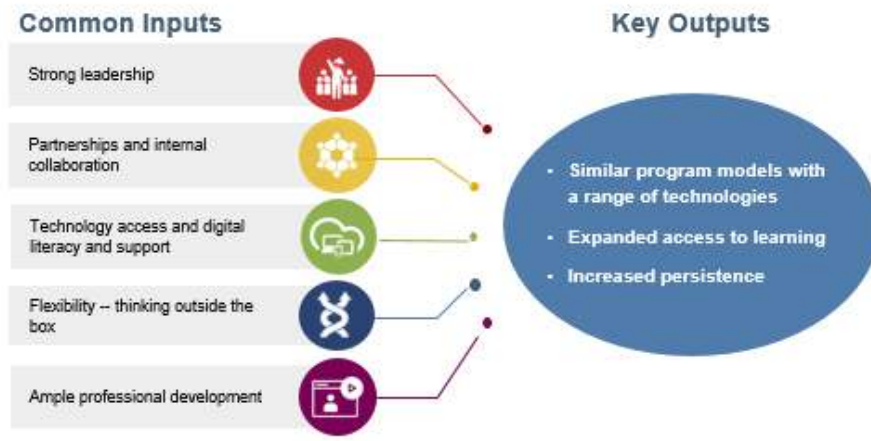 Common Inputs
Key Outputs
Strong leadership
Partnerships and internal
collaboration
Technology access and digital
literacy and support
Flexibility -- thinking outside the
box
Ample professional development
• Similar program models with
a range of technologies
• Expanded access to learning
• Increased persistence